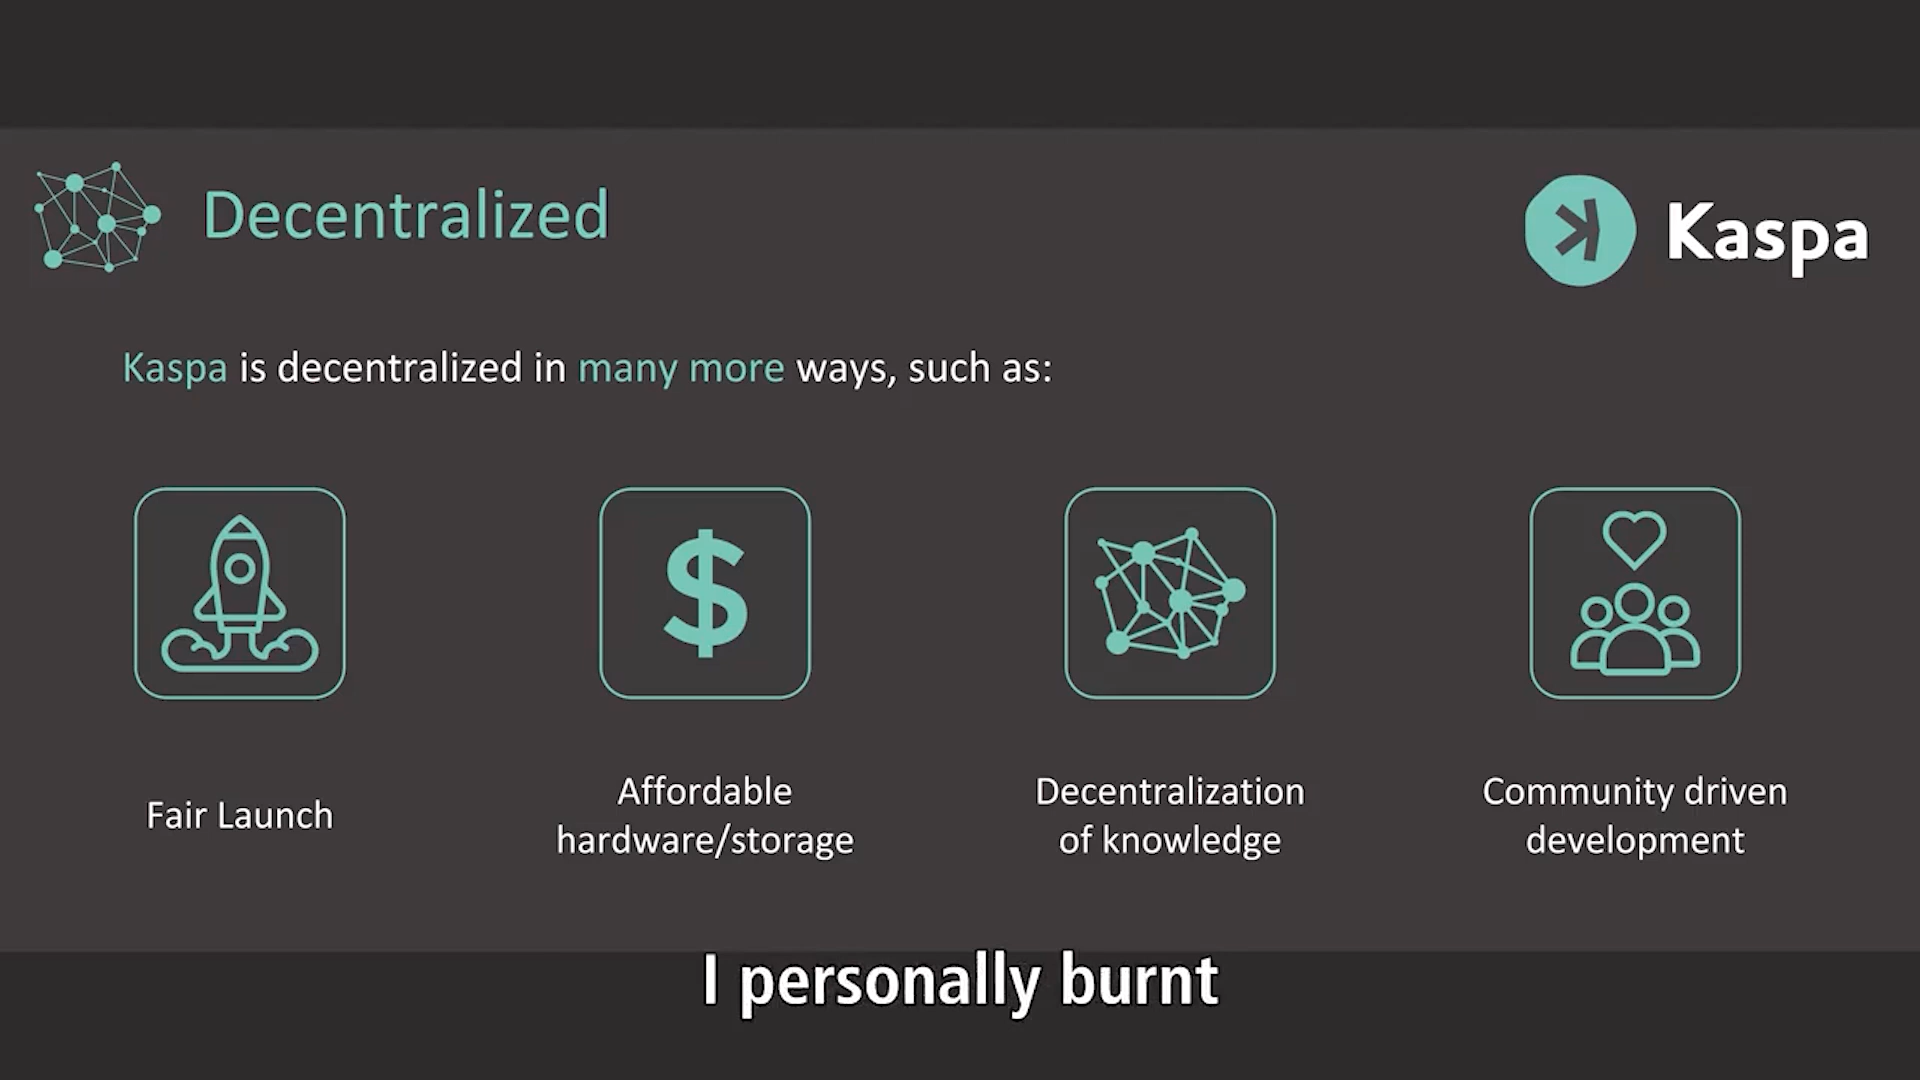 Decentralized
Kaspa
Kaspa is decentralized in many more ways, such as:
$
Fair Launch
Affordable
hardware/storage
Decentralization
of knowledge
Community driven
development
I personally burnt